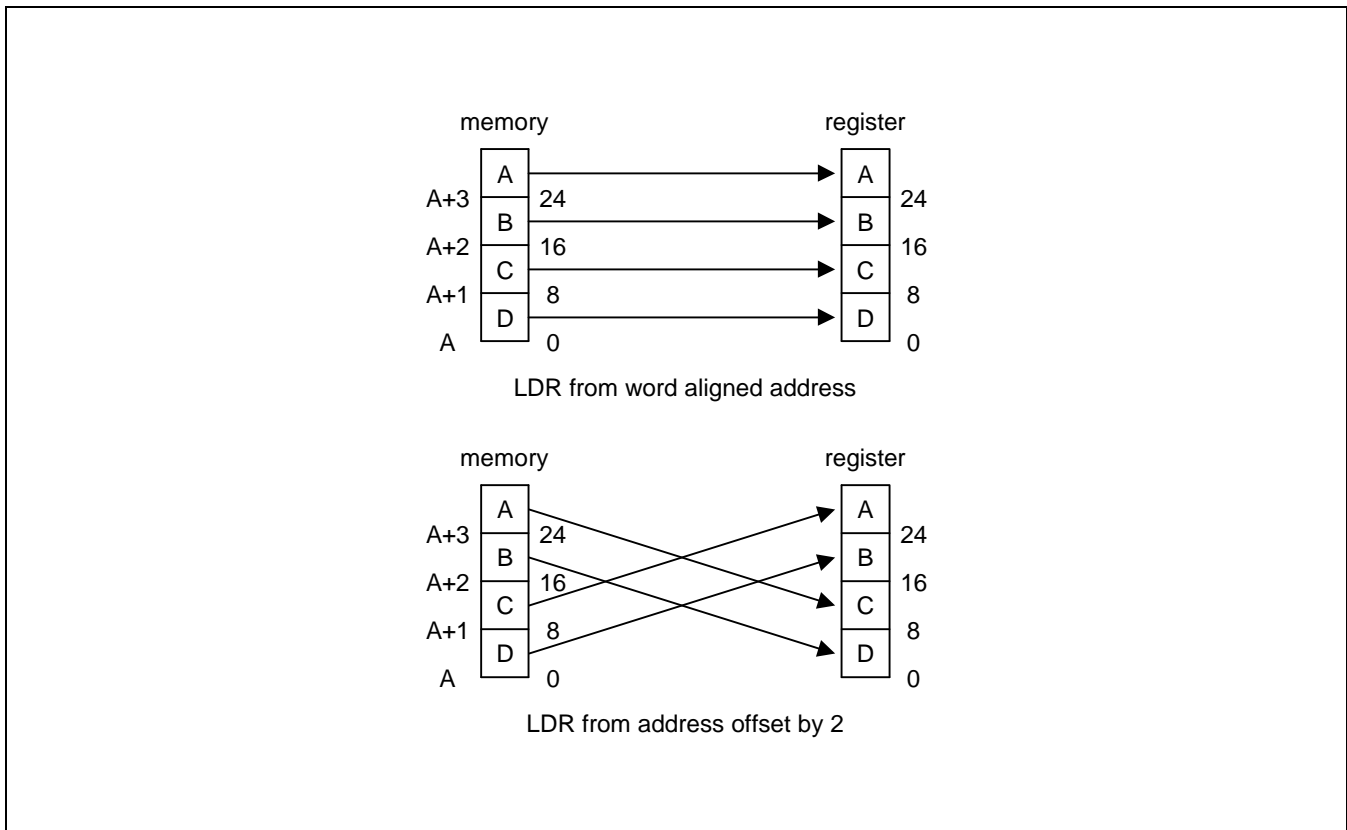 memory register
A A
A+3 24 24
B B
A+2 16 16
C C
A+1 8 8
D D
A 0 0
LDR from word aligned address
memory register
A A
A+3 24 24
B B
A+2 16 16
C C
A+1 8 8
D D
A 0 0
LDR from address offset by 2